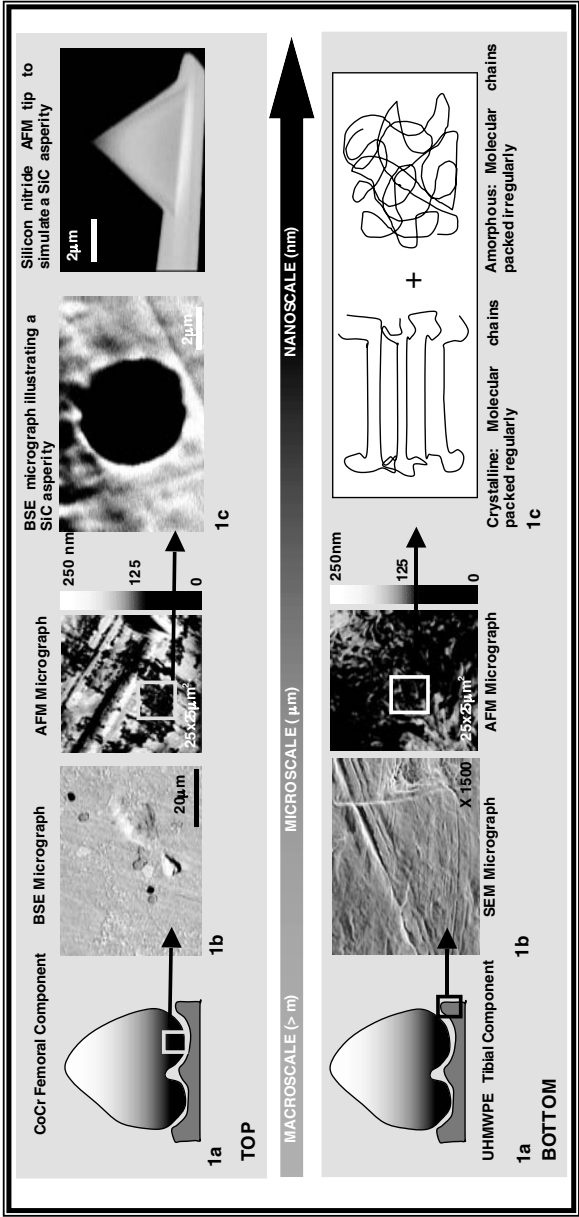 CoCr Femoral Component
1a
TOP
BSE Micrograph
20μm
1b
AFM Micrograph
25x25μm²
250 nm
125
0
BSE micrograph illustrating a
SiC asperity
2μm
1c
Silicon nitride AFM tip to
simulate a SiC asperity
2μm
MACROSCALE (> m)
MICROSCALE ( μm)
NANOSCALE (nm)
UHMWPE Tibial Component
1a
BOTTOM
X 1500
SEM Micrograph
1b
25x25μm²
AFM Micrograph
250nm
125
0
+
Crystalline: Molecular chains
packed regularly
1c
Amorphous: Molecular chains
packed irregularly